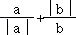 a/| a | + | b |/b